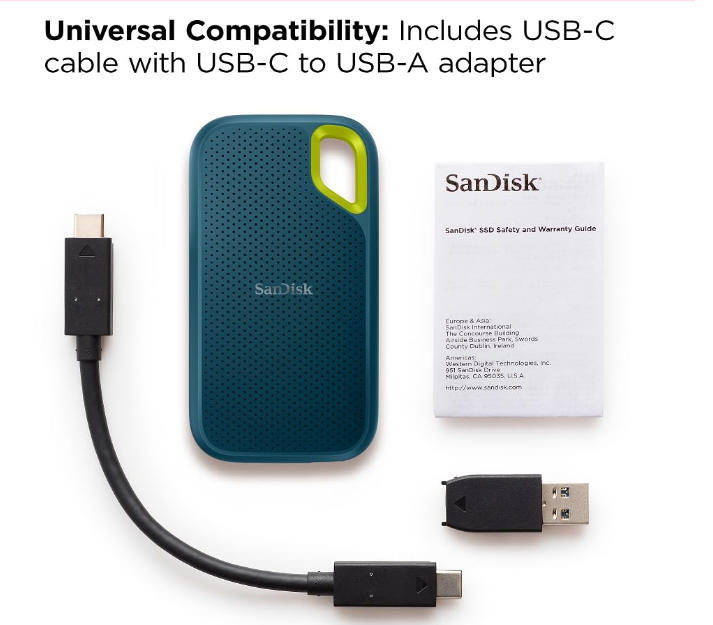 Universal Compatibility: Includes USB-C
cable with USB-C to USB-A adapter
SanDisk
SanDisk®
SanDisk® SSD Safety and Warranty Guide
Europe & Asia:
SanDisk International
The Concourse Building
Airside Business Park, Swords
County Dublin, Ireland
Americas:
Western Digital Technologies, Inc.
951 SanDisk Drive
Milpitas, CA 95035, U.S.A.
http://www.sandisk.com